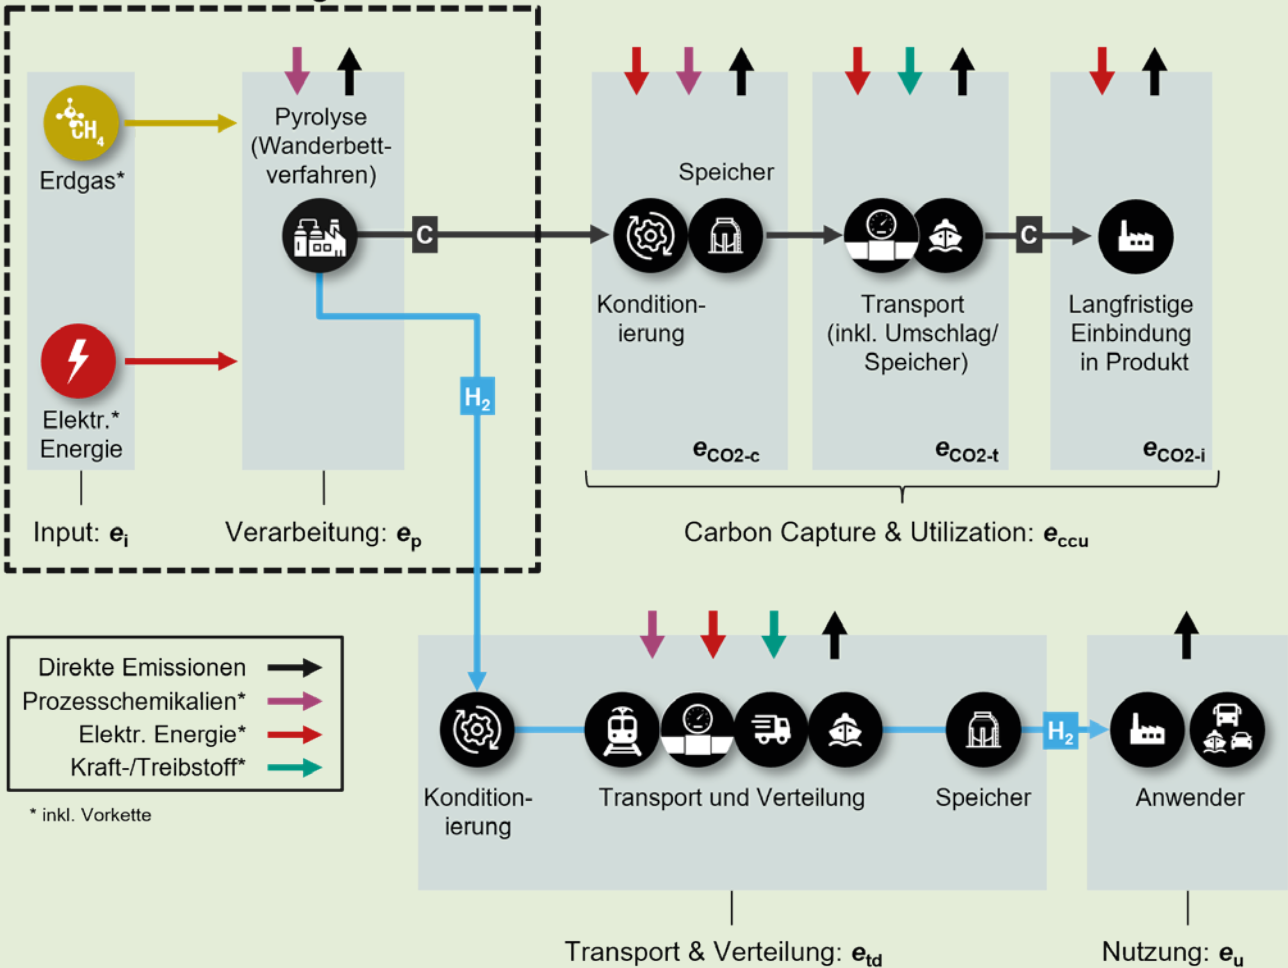 CH4
Erdgas*
Elektr.*
Energie
Input: ei
Pyrolyse
(Wanderbett-
verfahren)
C
H2
Verarbeitung: ep
Speicher
Kondition-
ierung
eCO2-c
Transport
(inkl. Umschlag/
Speicher)
eCO2-t
C
Langfristige
Einbindung
in Produkt
eCO2-i
Carbon Capture & Utilization: eccu
Direkte Emissionen
Prozesschemikalien*
Elektr. Energie*
Kraft-/Treibstoff*
* inkl. Vorkette
Kondition-
ierung
Transport und Verteilung
Speicher
H2
Anwender
Transport & Verteilung: etd
Nutzung: eu